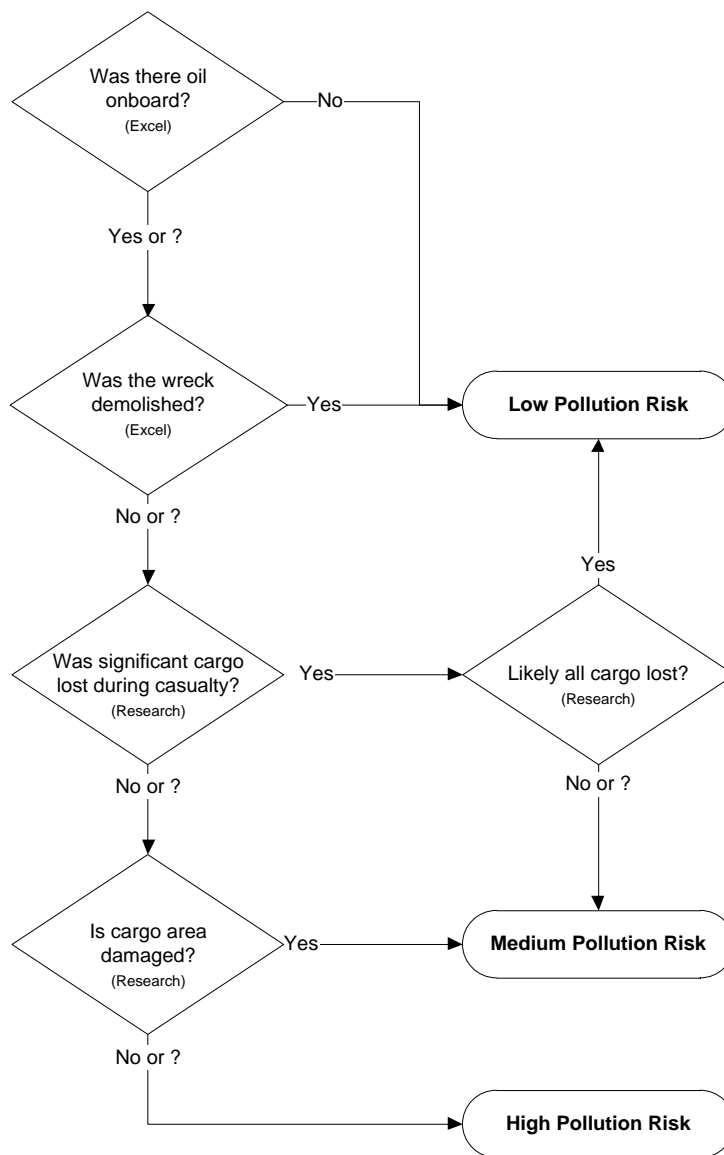 Was there oil
onboard?
(Excel)
No
Yes or ?
Was the wreck
demolished?
(Excel)
Yes
Low Pollution Risk
No or ?
Yes
Was significant cargo
lost during casualty?
(Research)
Yes
Likely all cargo lost?
(Research)
No or ?
No or ?
Is cargo area
damaged?
(Research)
Yes
Medium Pollution Risk
No or ?
High Pollution Risk